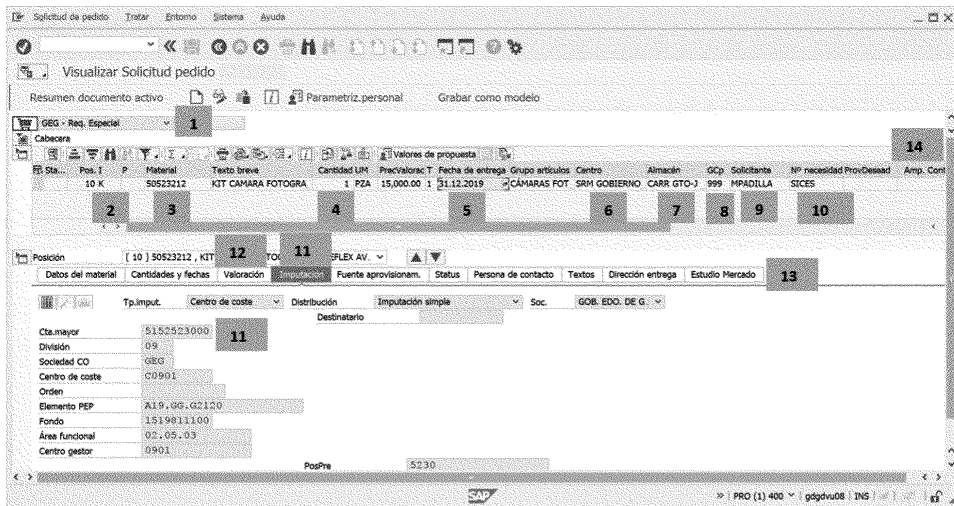 Solicitud de pedido Tratar Entorno Sistema Ayuda
Visualizar Solicitud pedido
Resumen documento activo Parametriz.personal Grabar como modelo
GEG - Req. Especial 1
Cabecera 14
Valores de propuesta
Sta... Pos. I P Material Texto breve Cantidad UM PrecValorac T Fecha de entrega Grupo artículos Centro Almacén GCp Solicitante Nº necesidad ProvDesead Amp. Cont
10 K 50523212 KIT CAMARA FOTOGRA 1 PZA 15,000.00 1 31.12.2019 CÁMARAS FOT SRM GOBIERNO CARR GTO-J 999 MPADILLA SICES
2 3 4 5 6 7 8 9 10
12 11
Posición [ 10 ] 50523212 , KIT FLEX AV.
Datos del material Cantidades y fechas Valoración Imputación Fuente aprovisionam. Status Persona de contacto Textos Dirección entrega Estudio Mercado 13
Tp.imput. Centro de coste Distribución Imputación simple Soc. GOB. EDO. DE G.
Destinatario
Cta.mayor 5152523000 11
División 09
Sociedad CO GEG
Centro de coste C0901
Orden
Elemento PEP A19.GG.G2120
Fondo 1519811100
Área funcional 02.05.03
Centro gestor 0901
PosPre 5230
SAP PRO (1) 400 gdgdvu08 INS